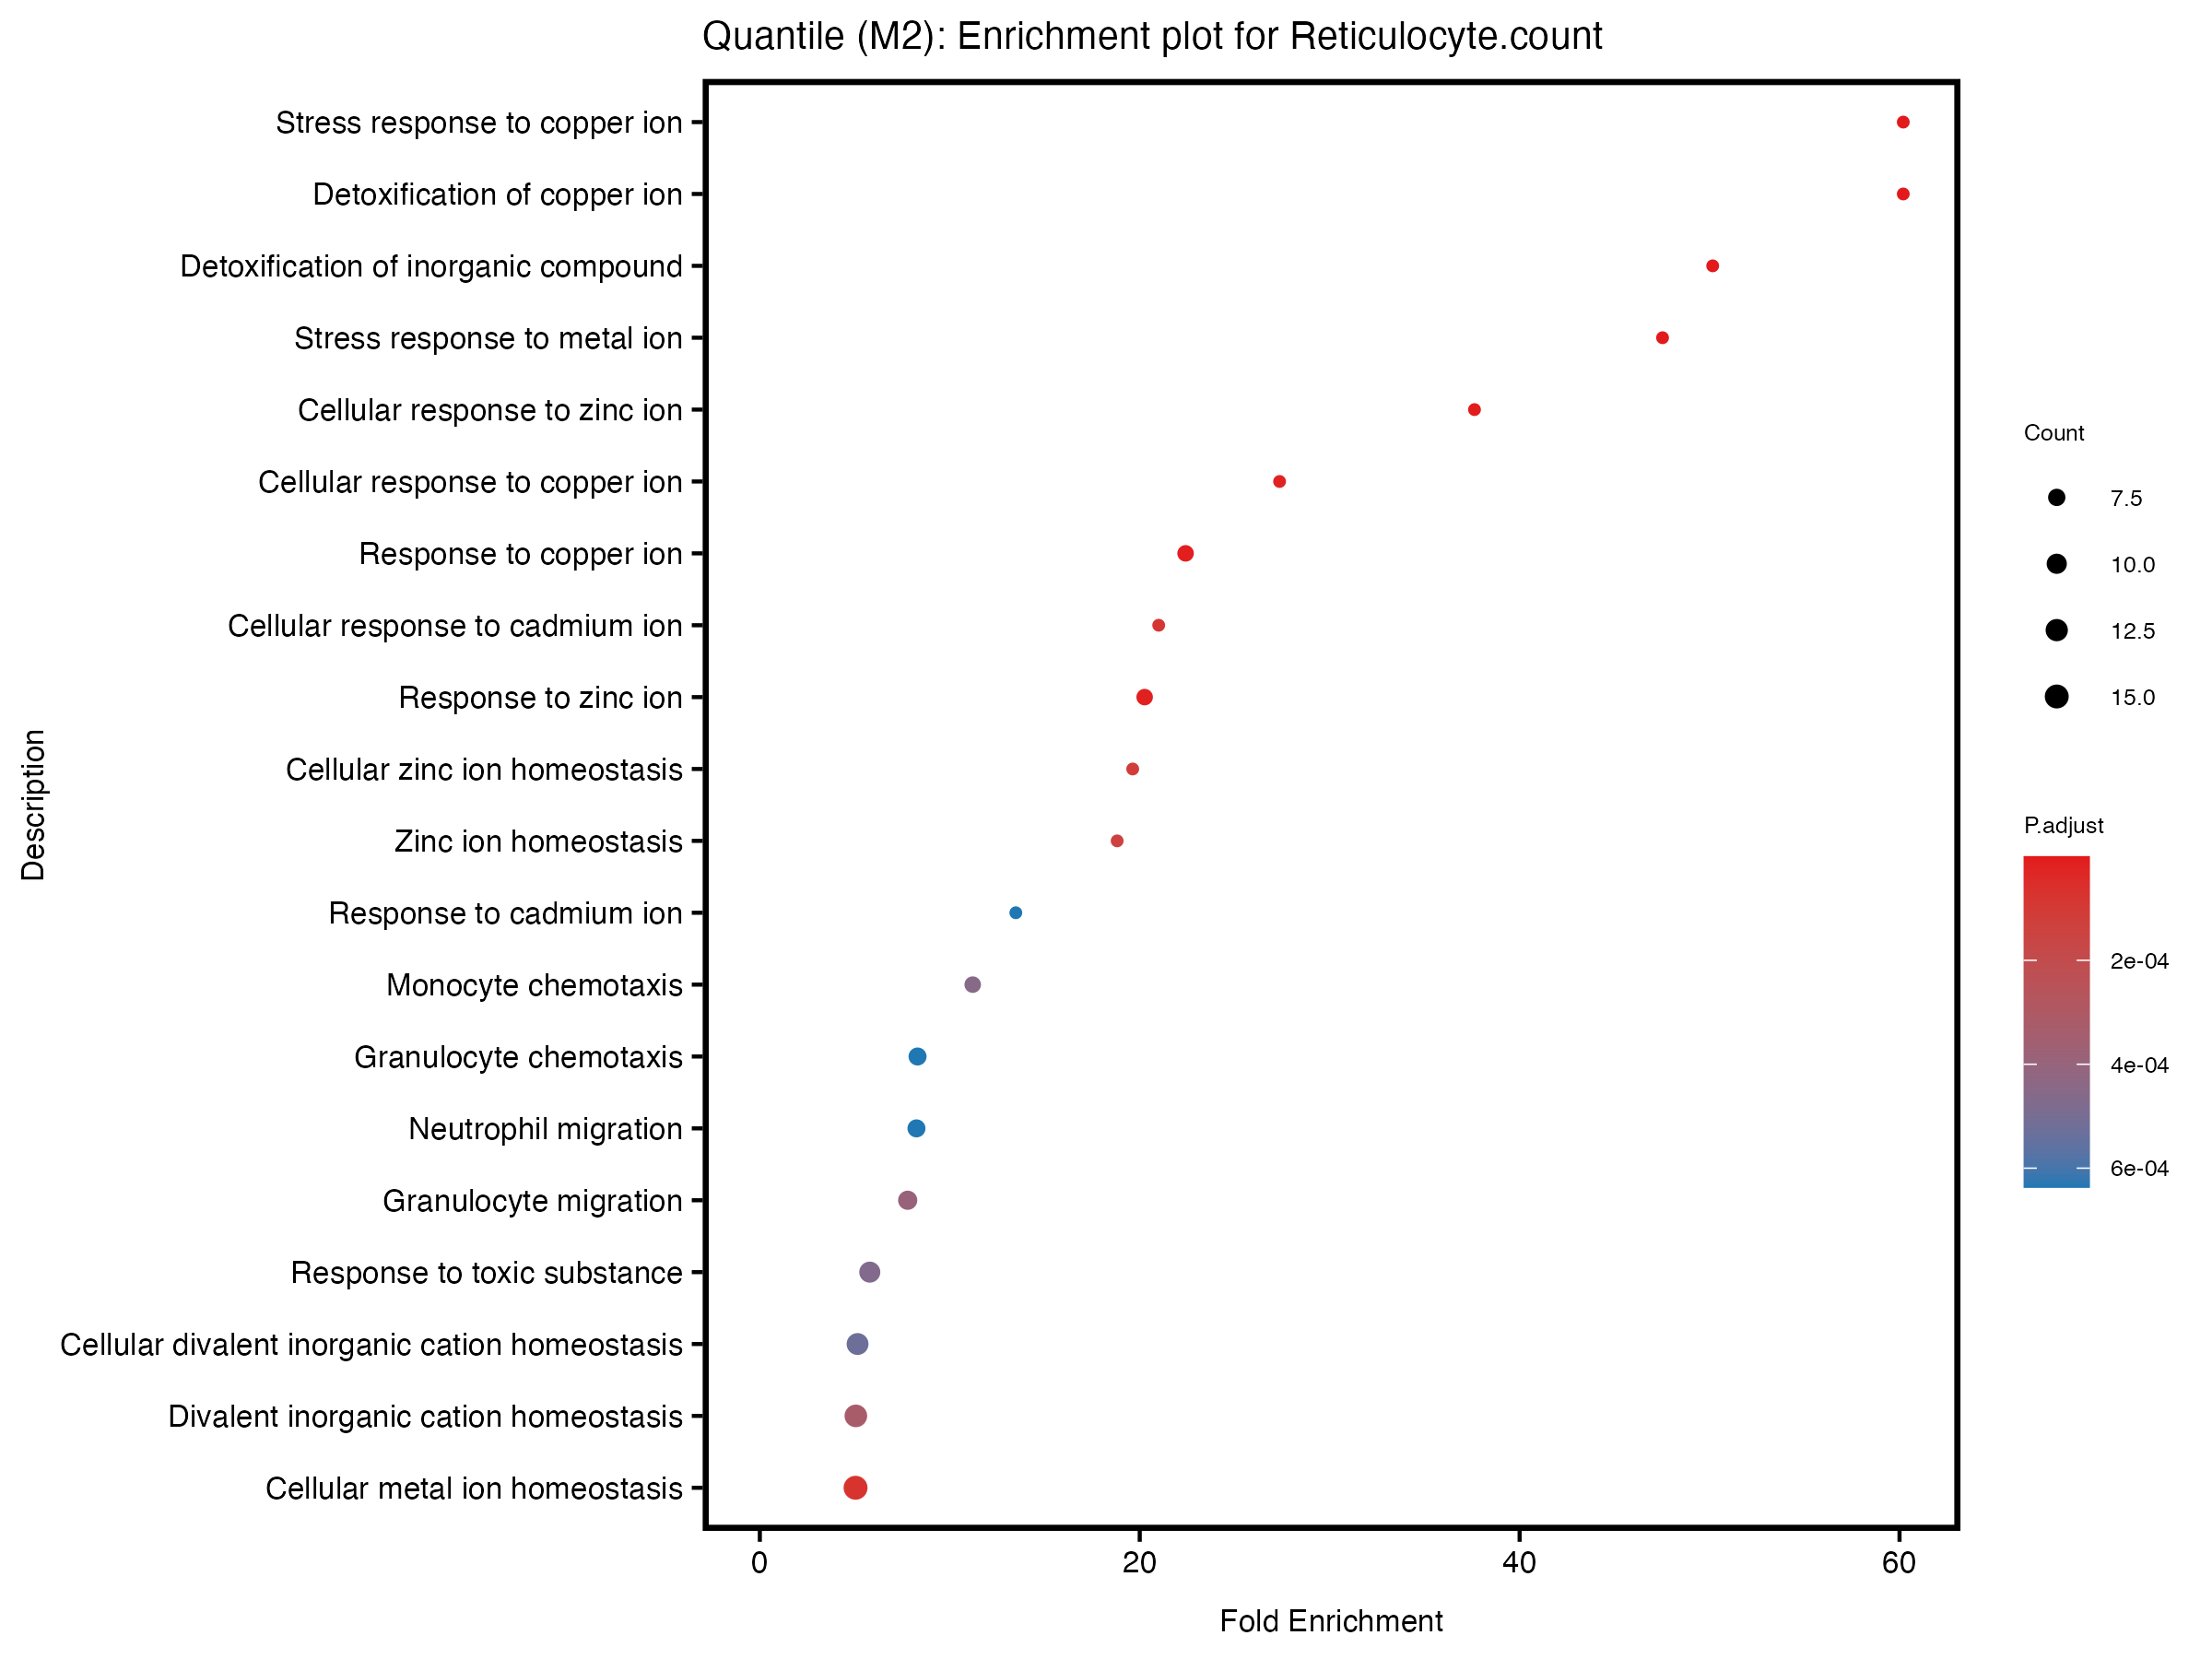 Quantile (M2): Enrichment plot for Reticulocyte.count
Description
Stress response to copper ion
Detoxification of copper ion
Detoxification of inorganic compound
Stress response to metal ion
Cellular response to zinc ion
Cellular response to copper ion
Response to copper ion
Cellular response to cadmium ion
Response to zinc ion
Cellular zinc ion homeostasis
Zinc ion homeostasis
Response to cadmium ion
Monocyte chemotaxis
Granulocyte chemotaxis
Neutrophil migration
Granulocyte migration
Response to toxic substance
Cellular divalent inorganic cation homeostasis
Divalent inorganic cation homeostasis
Cellular metal ion homeostasis
0 20 40 60
Fold Enrichment
Count
7.5
10.0
12.5
15.0
P.adjust
2e-04
4e-04
6e-04